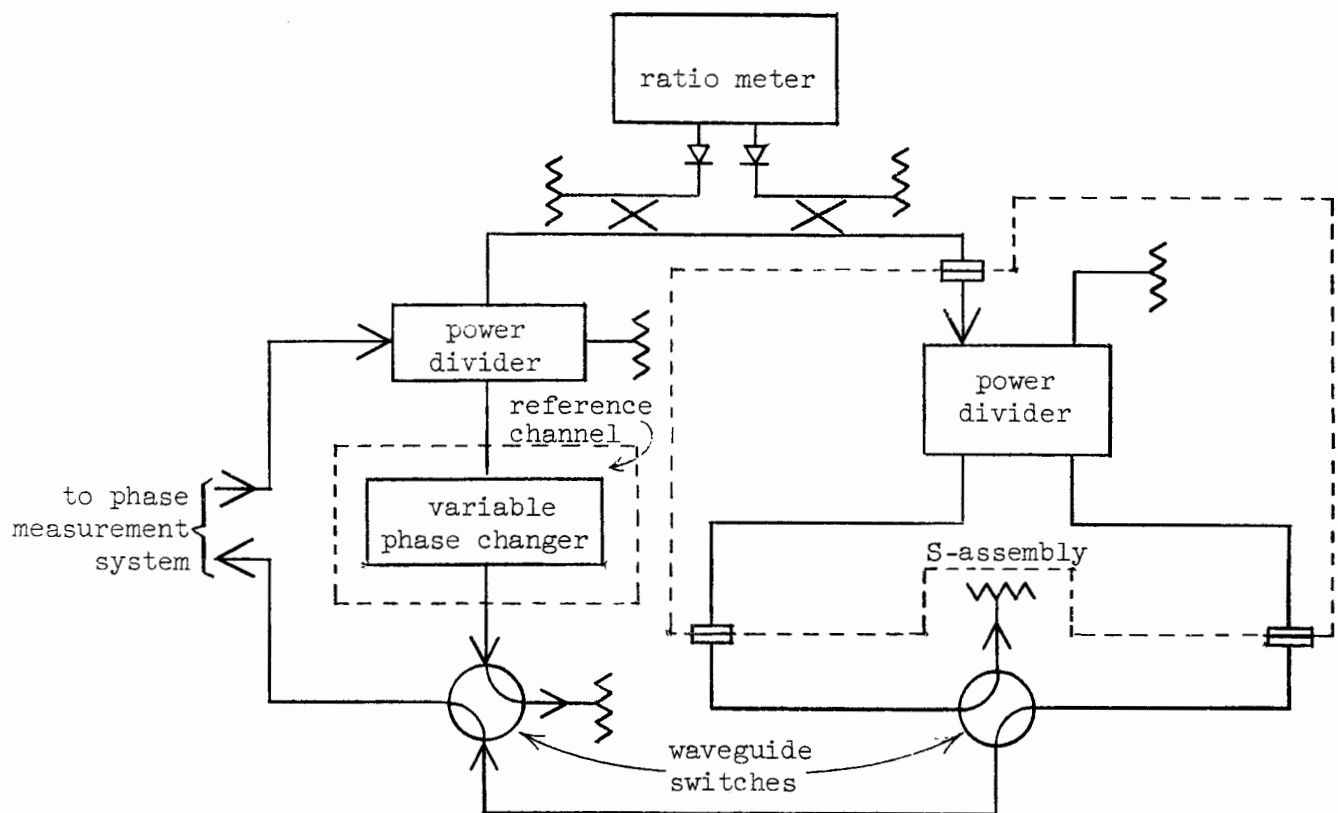 ratio meter
power
divider
reference
channel
variable
phase changer
to phase
measurement
system
power
divider
S-assembly
waveguide
switches